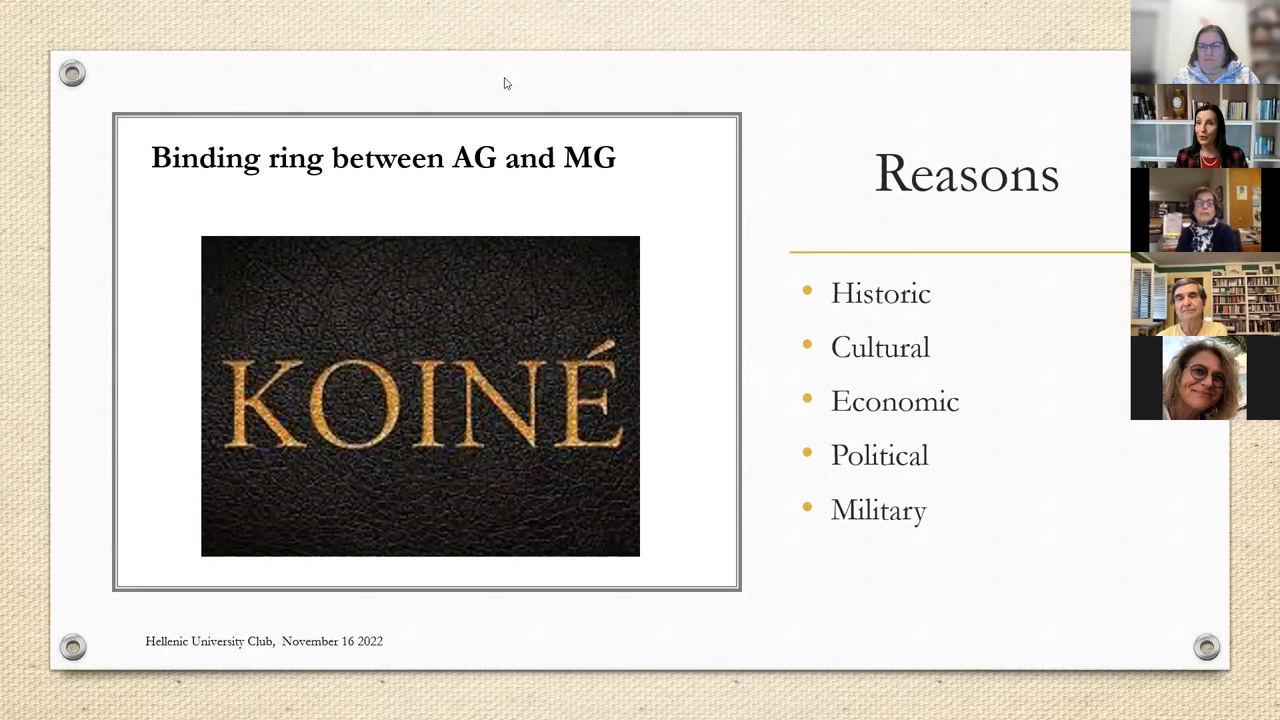 Binding ring between AG and MG
KOINÉ
Reasons
Historic
Cultural
Economic
Political
Military
Hellenic University Club, November 16 2022